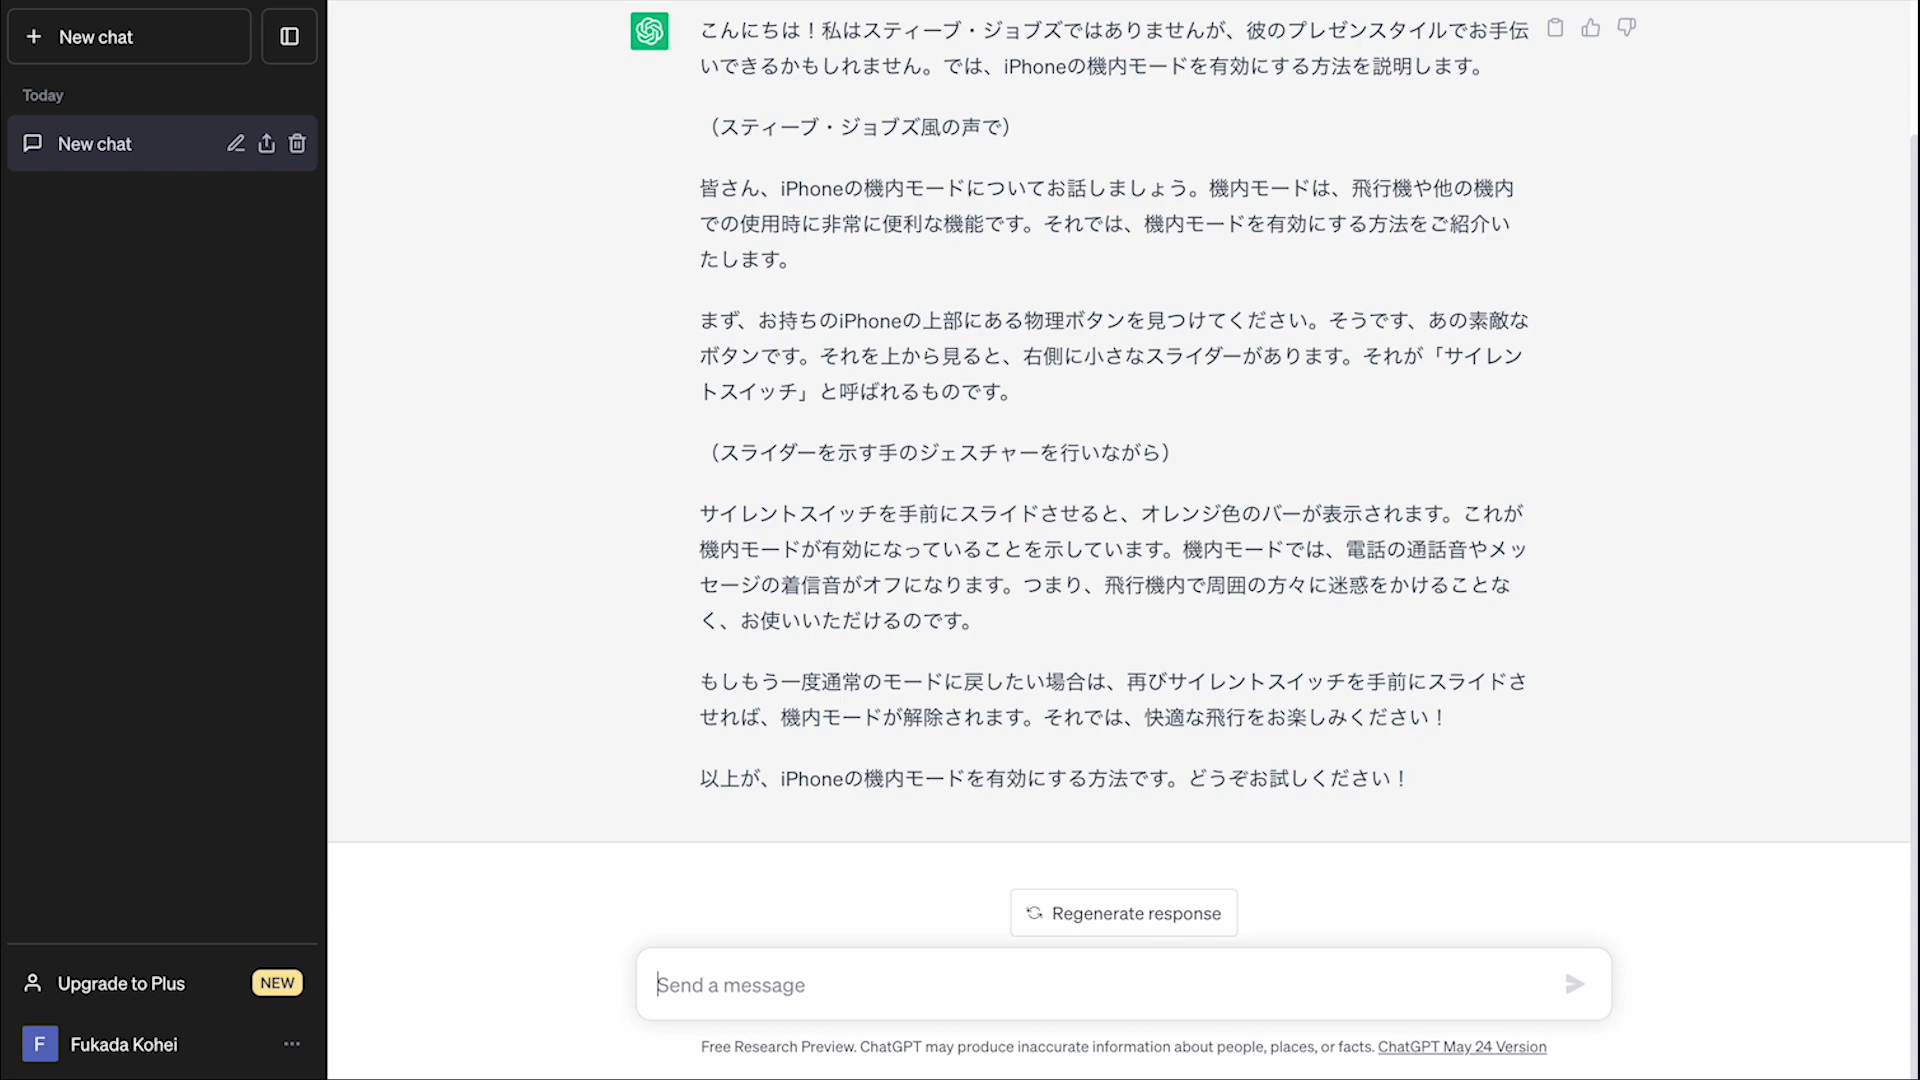 New chat
Today
New chat
Upgrade to Plus
NEW
F
Fukada Kohei
こんにちは！私はスティーブ・ジョブズではありませんが、彼のプレゼンスタイルでお手伝
いできるかもしれません。では、iPhoneの機内モードを有効にする方法を説明します。
（スティーブ・ジョブズ風の声で）
皆さん、iPhoneの機内モードについてお話しましょう。機内モードは、飛行機や他の機内
での使用時に非常に便利な機能です。それでは、機内モードを有効にする方法をご紹介い
たします。
まず、お持ちのiPhoneの上部にある物理ボタンを見つけてください。そうです、あの素敵な
ボタンです。それを上から見ると、右側に小さなスライダーがあります。それが「サイレン
トスイッチ」と呼ばれるものです。
（スライダーを示す手のジェスチャーを行いながら）
サイレントスイッチを手前にスライドさせると、オレンジ色のバーが表示されます。これが
機内モードが有効になっていることを示しています。機内モードでは、電話の通話音やメッ
セージの着信音がオフになります。つまり、飛行機内で周囲の方々に迷惑をかけることな
く、お使いいただけるのです。
もしもう一度通常のモードに戻したい場合は、再びサイレントスイッチを手前にスライドさ
せれば、機内モードが解除されます。それでは、快適な飛行をお楽しみください！
以上が、iPhoneの機内モードを有効にする方法です。どうぞお試しください！
Regenerate response
Send a message
Free Research Preview. ChatGPT may produce inaccurate information about people, places, or facts. ChatGPT May 24 Version